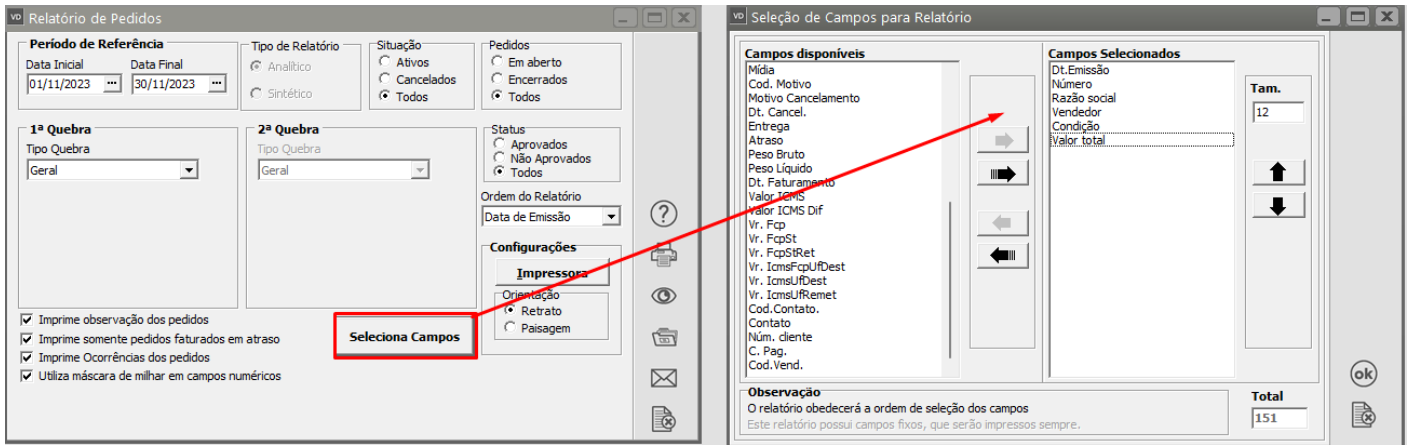 VD Relatório de Pedidos
Período de Referência
Data Inicial Data Final
01/11/2023 ... 30/11/2023 ...
Tipo de Relatório
Analítico
Sintético
Situação
Ativos
Cancelados
Todos
Pedidos
Em aberto
Encerrados
Todos
1ª Quebra
Tipo Quebra
Geral
2ª Quebra
Tipo Quebra
Geral
Status
Aprovados
Não Aprovados
Todos
Ordem do Relatório
Data de Emissão
Configurações
Impressora
Orientação
Retrato
Paisagem
Imprime observação dos pedidos
Imprime somente pedidos faturados em atraso
Imprime Ocorrências dos pedidos
Utiliza máscara de milhar em campos numéricos
Seleciona Campos
VD Seleção de Campos para Relatório
Campos disponíveis
Mídia
Cod. Motivo
Motivo Cancelamento
Dt. Cancel.
Entrega
Atraso
Peso Bruto
Peso Líquido
Dt. Faturamento
Valor ICMS
Valor ICMS Dif
Vr. Fcp
Vr. FcpSt
Vr. FcpStRet
Vr. IcmsFcpUfDest
Vr. IcmsUfDest
Vr. IcmsUfRemet
Cod.Contato.
Contato
Núm. cliente
C. Pag.
Cod.Vend.
Campos Selecionados
Dt.Emissão
Número
Razão social
Vendedor
Condição
Valor total
Tam.
12
ok
Observação
O relatório obedecerá a ordem de seleção dos campos
Este relatório possui campos fixos, que serão impressos sempre.
Total
151